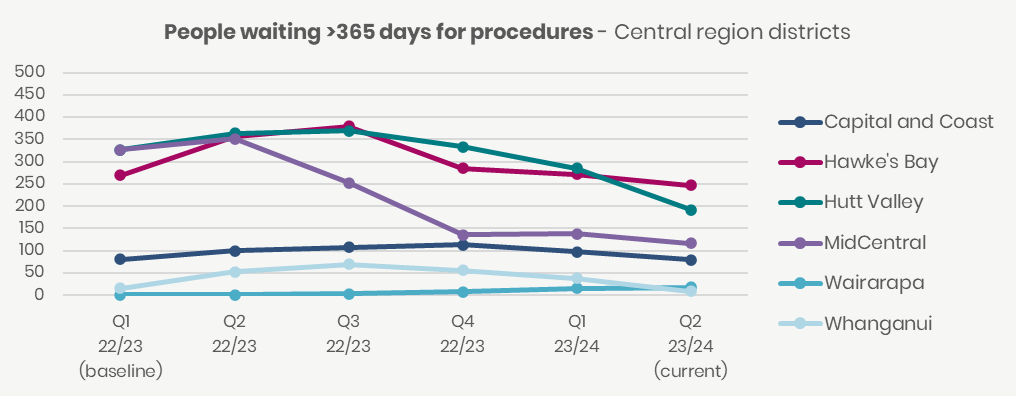 People waiting >365 days for procedures - Central region districts
500
450
400
350
300
250
200
150
100
50
0
Q1 Q2 Q3 Q4 Q1 Q2
22/23 22/23 22/23 22/23 23/24 23/24
(baseline) (current)
Capital and Coast
Hawke's Bay
Hutt Valley
MidCentral
Wairarapa
Whanganui